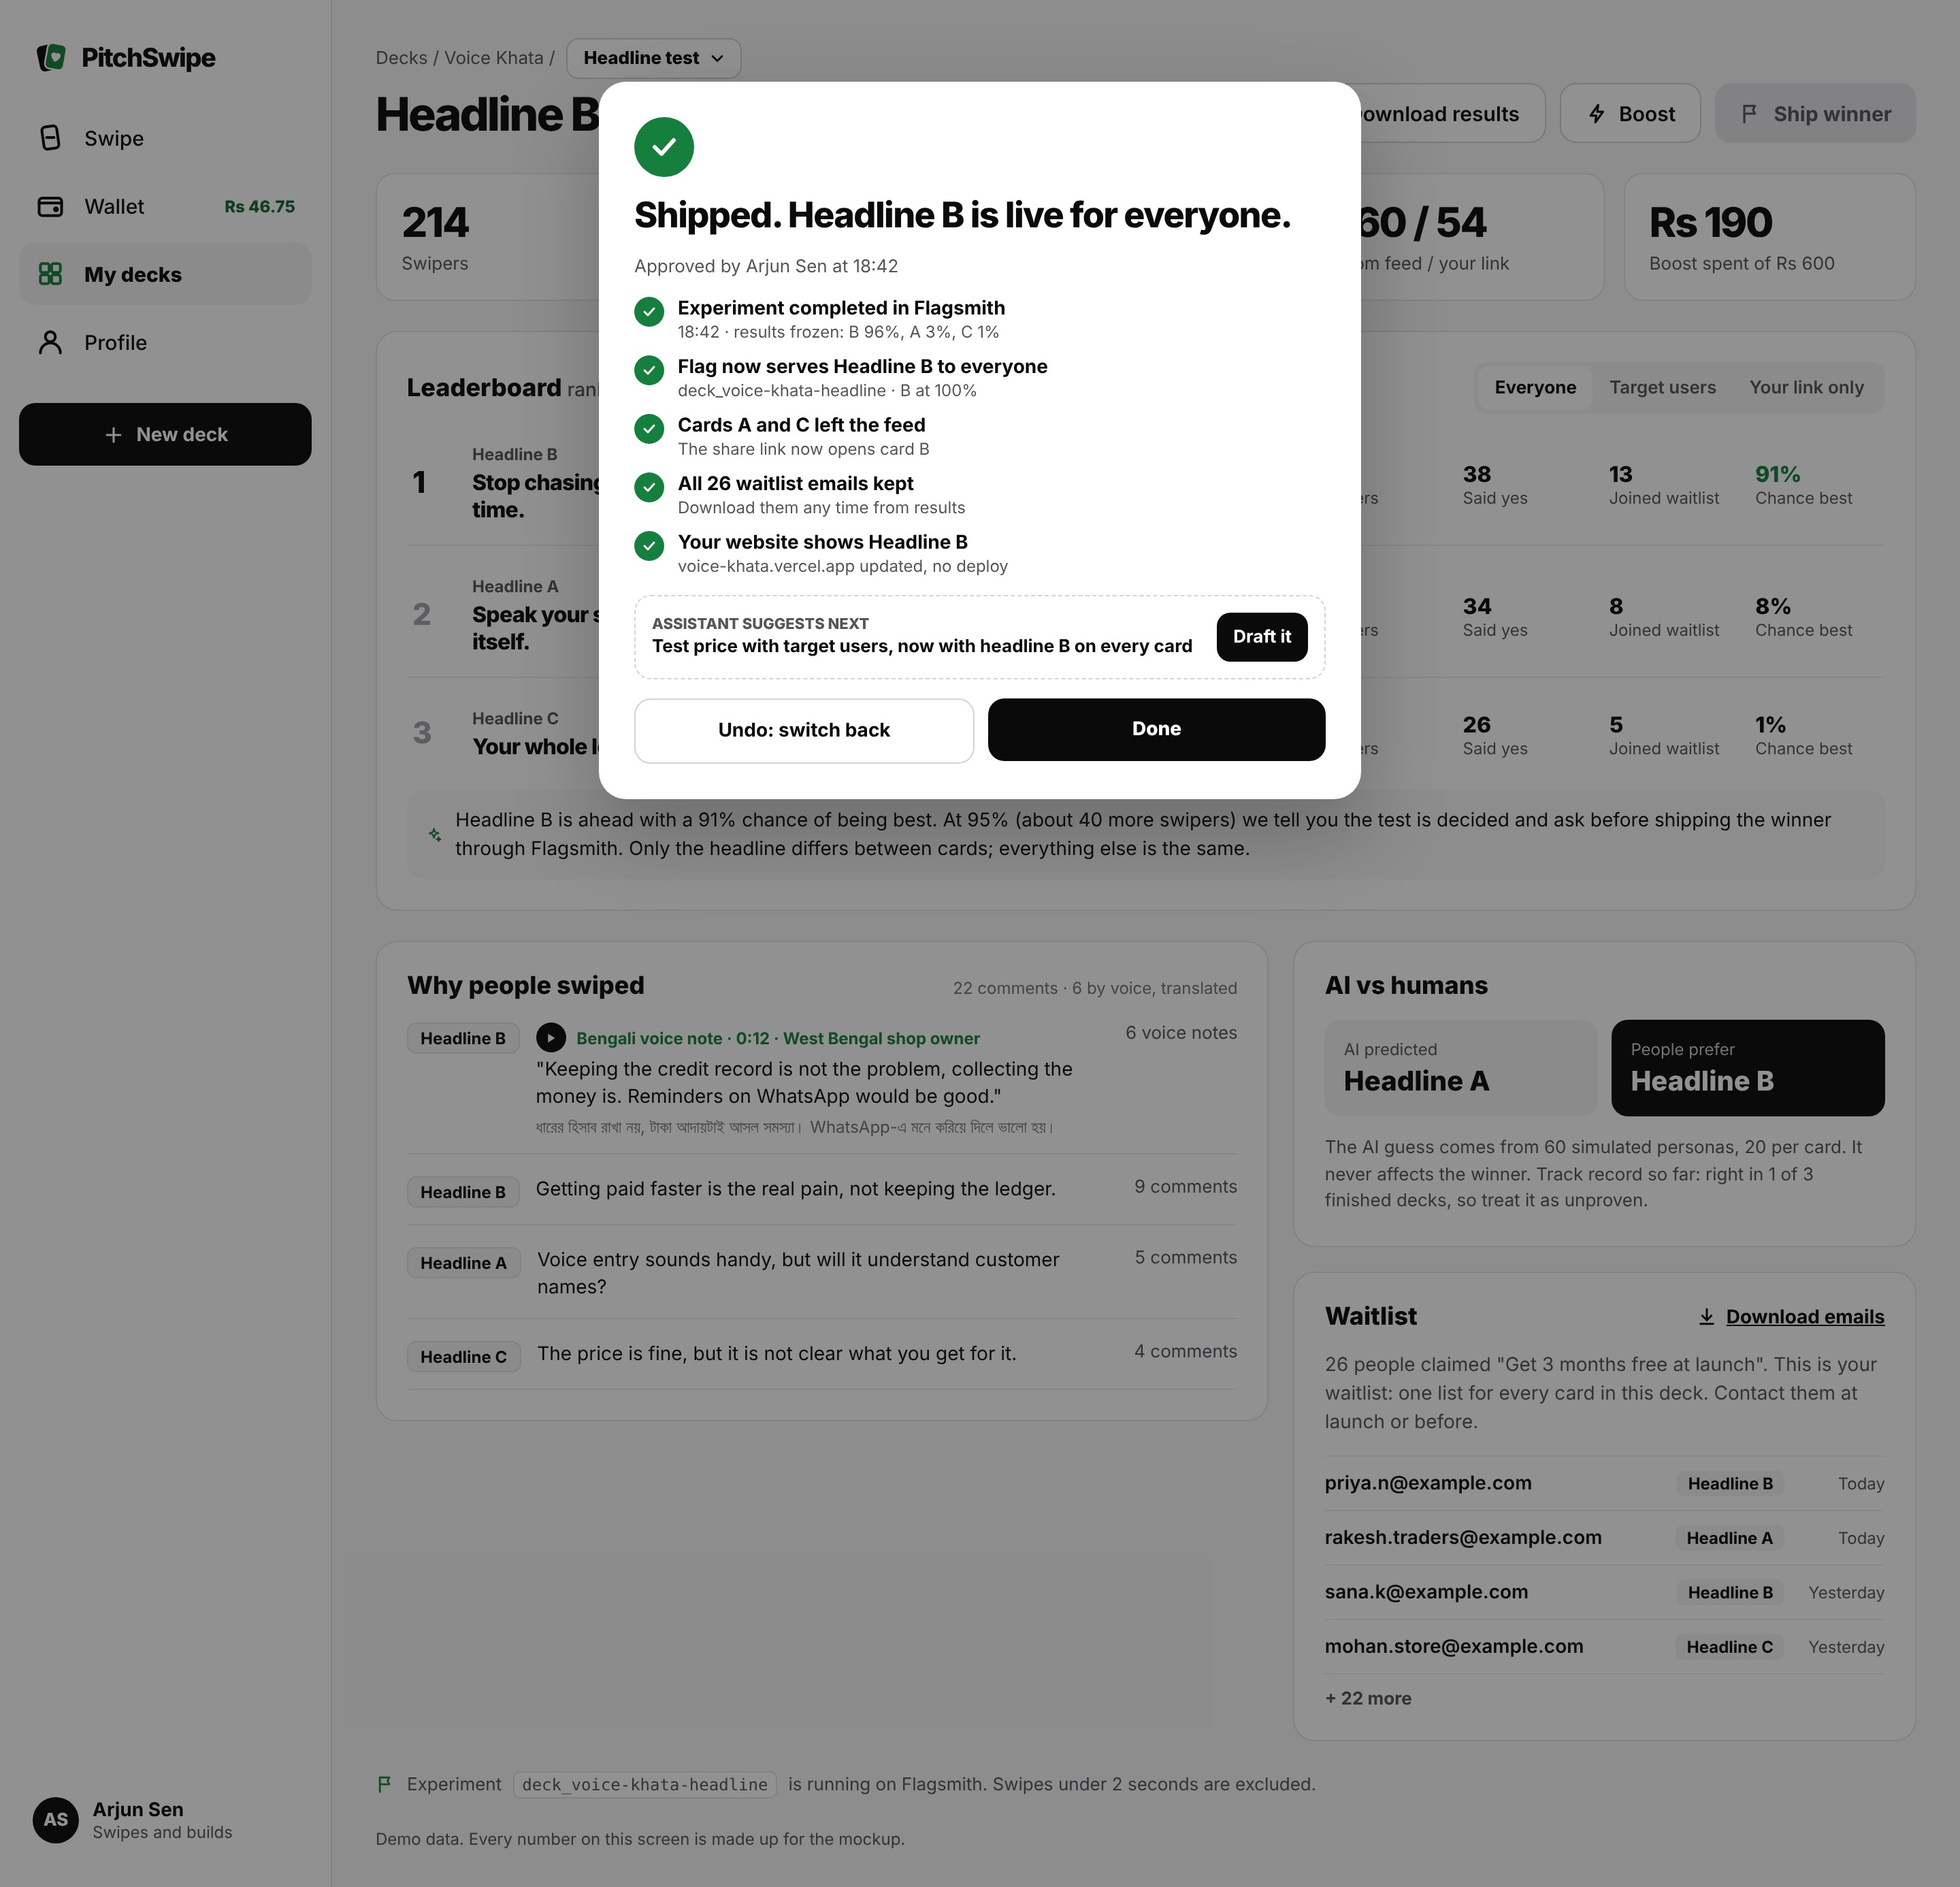 PitchSwipe
Swipe
Wallet Rs 46.75
My decks
Profile
+ New deck
AS
Arjun Sen
Swipes and builds
Decks / Voice Khata / Headline test
Headline B
Download results
Boost
Ship winner
214
Swipers
60 / 54
Rs 190
Boost spent of Rs 600
Shipped. Headline B is live for everyone.
Approved by Arjun Sen at 18:42
Experiment completed in Flagsmith
18:42 · results frozen: B 96%, A 3%, C 1%
Flag now serves Headline B to everyone
deck_voice-khata-headline · B at 100%
Cards A and C left the feed
The share link now opens card B
All 26 waitlist emails kept
Download them any time from results
Your website shows Headline B
voice-khata.vercel.app updated, no deploy
ASSISTANT SUGGESTS NEXT
Test price with target users, now with headline B on every card
Draft it
Undo: switch back
Done
feed / your link
Leaderboard
Everyone Target users Your link only
1
Headline B
Stop chasing
time.
38
Said yes
13
Joined waitlist
91%
Chance best
2
Headline A
Speak your
itself.
34
Said yes
8
Joined waitlist
8%
Chance best
3
Headline C
Your whole
26
Said yes
5
Joined waitlist
1%
Chance best
Headline B is ahead with a 91% chance of being best. At 95% (about 40 more swipers) we tell you the test is decided and ask before shipping the winner
through Flagsmith. Only the headline differs between cards; everything else is the same.
Why people swiped
22 comments · 6 by voice, translated
Headline B
Bengali voice note · 0:12 · West Bengal shop owner
6 voice notes
"Keeping the credit record is not the problem, collecting the
money is. Reminders on WhatsApp would be good."
ধারের হিসাব রাখা নয়, টাকা আদায়টাই আসল সমস্যা। WhatsApp-এ মনে করিয়ে দিলে ভালো হয়।
Headline B
Getting paid faster is the real pain, not keeping the ledger.
9 comments
Headline A
Voice entry sounds handy, but will it understand customer
names?
5 comments
Headline C
The price is fine, but it is not clear what you get for it.
4 comments
AI vs humans
AI predicted
Headline A
People prefer
Headline B
The AI guess comes from 60 simulated personas, 20 per card. It
never affects the winner. Track record so far: right in 1 of 3
finished decks, so treat it as unproven.
Waitlist
Download emails
26 people claimed "Get 3 months free at launch". This is your
waitlist: one list for every card in this deck. Contact them at
launch or before.
priya.n@example.com Headline B Today
rakesh.traders@example.com Headline A Today
sana.k@example.com Headline B Yesterday
mohan.store@example.com Headline C Yesterday
+ 22 more
Experiment deck_voice-khata-headline is running on Flagsmith. Swipes under 2 seconds are excluded.
Demo data. Every number on this screen is made up for the mockup.